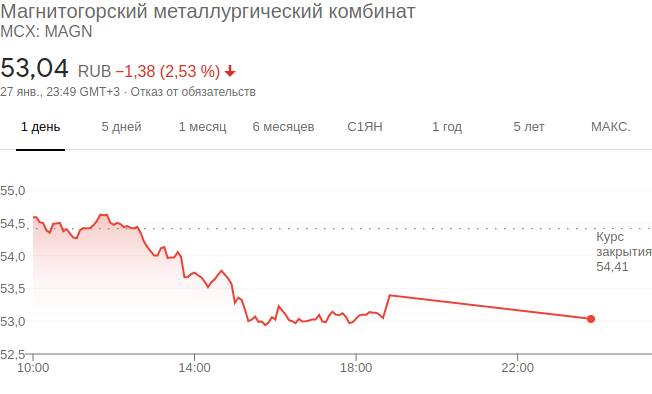 Магнитогорский металлургический комбинат
MCX: MAGN
53,04 RUB −1,38 (2,53 %)
27 янв., 23:49 GMT+3 · Отказ от обязательств
1 день 5 дней 1 месяц 6 месяцев С1ЯН 1 год 5 лет МАКС.
55,0
54,5
Курс
закрытия
54,41
54,0
53,5
53,0
52,5
10:00 14:00 18:00 22:00